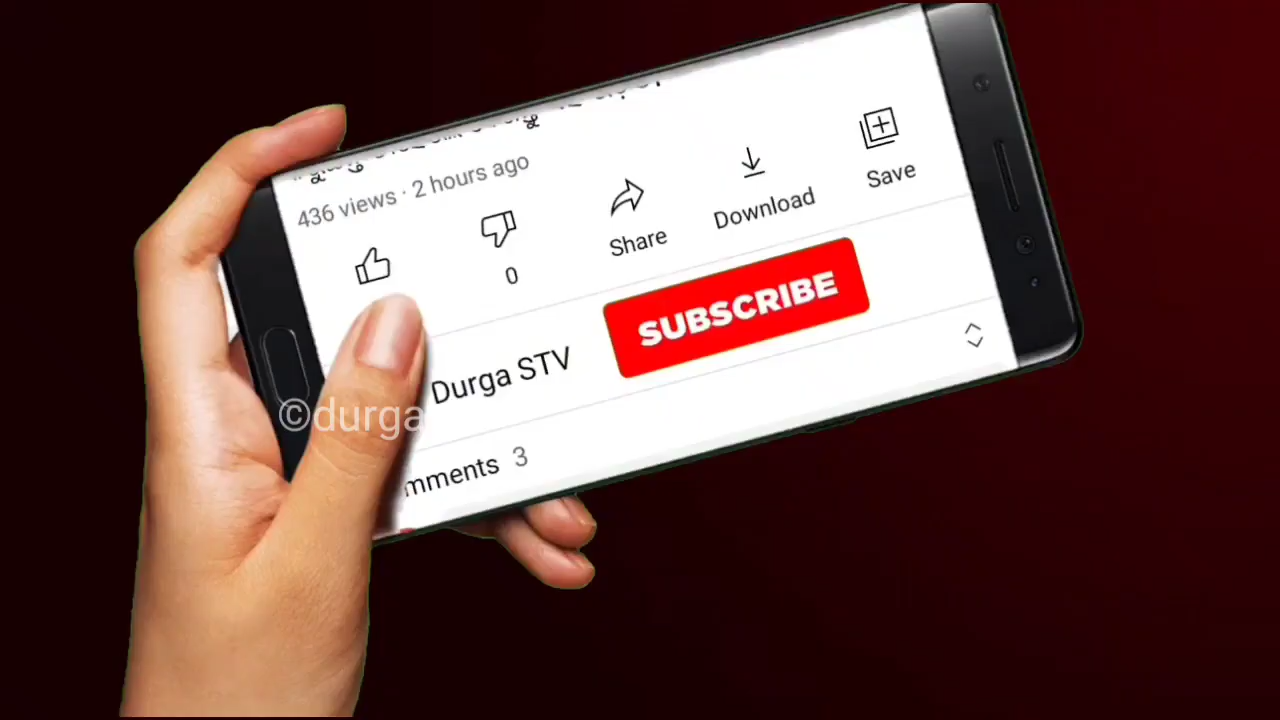 436 views · 2 hours ago
0
Share
Download
Save
Durga STV
SUBSCRIBE
©durga
mments 3